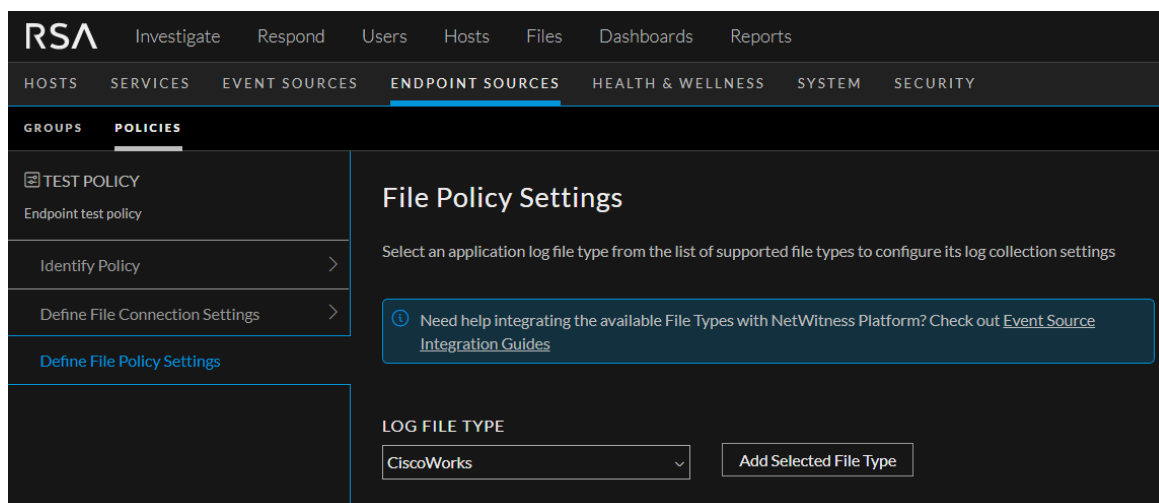 RSA Investigate Respond Users Hosts Files Dashboards Reports
HOSTS SERVICES EVENT SOURCES ENDPOINT SOURCES HEALTH & WELLNESS SYSTEM SECURITY
GROUPS POLICIES
TEST POLICY
Endpoint test policy
Identify Policy
Define File Connection Settings
Define File Policy Settings
File Policy Settings
Select an application log file type from the list of supported file types to configure its log collection settings
Need help integrating the available File Types with NetWitness Platform? Check out Event Source
Integration Guides
LOG FILE TYPE
CiscoWorks
Add Selected File Type